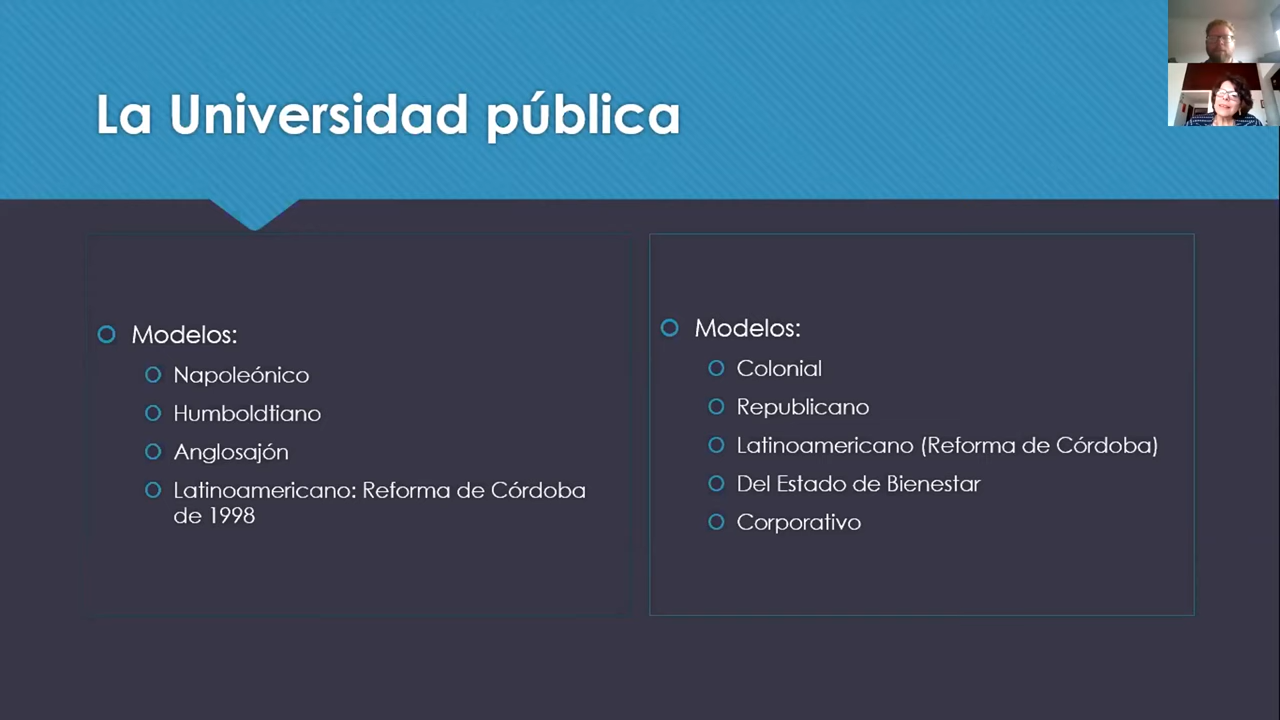 La Universidad pública
Modelos:
Napoleónico
Humboldtiano
Anglosajón
Latinoamericano: Reforma de Córdoba
de 1998
Modelos:
Colonial
Republicano
Latinoamericano (Reforma de Córdoba)
Del Estado de Bienestar
Corporativo